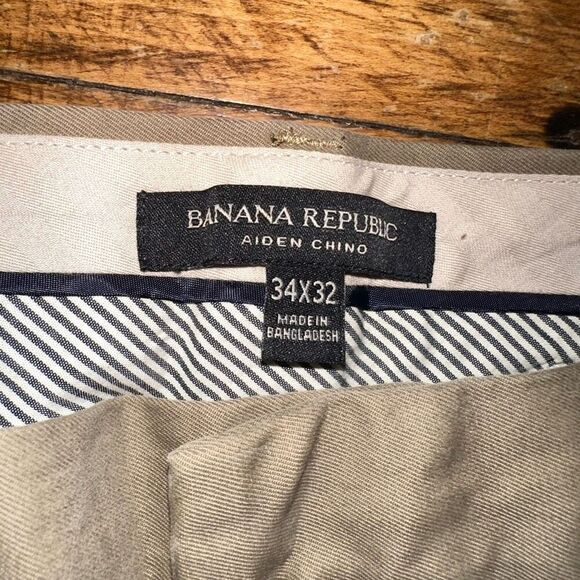 BANANA REPUBLIC
AIDEN CHINO
34X32
MADE IN
BANGLADESH